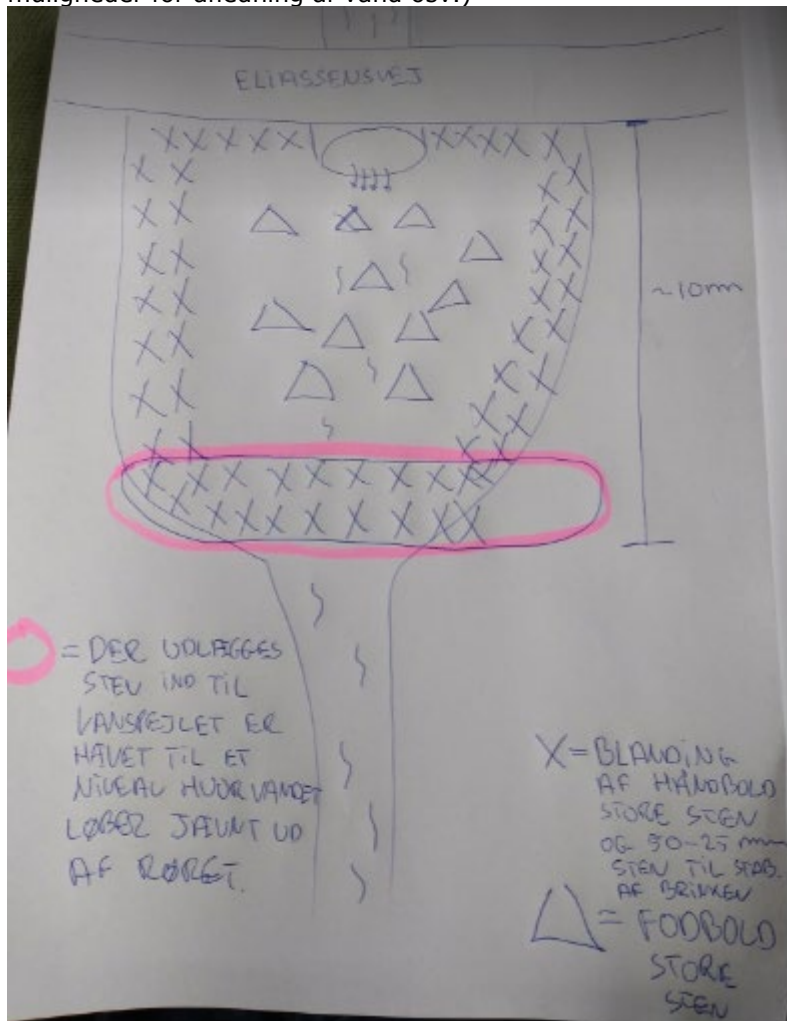 ELIASSENSVEJ
~10m
= DER UDLÆGGES
STEN IND TIL
VANSPEJLET ER
HÆVET TIL ET
NIVEAU HVOR VANDET
LØBER JÆVNT UD
AF RØRET.
X = BLANDING
AF HÅNDBOLD
STORE STEN
OG 50-25 mm
STEN TIL STAB.
AF BRINKEN
= FODBOLD
STORE
STEN